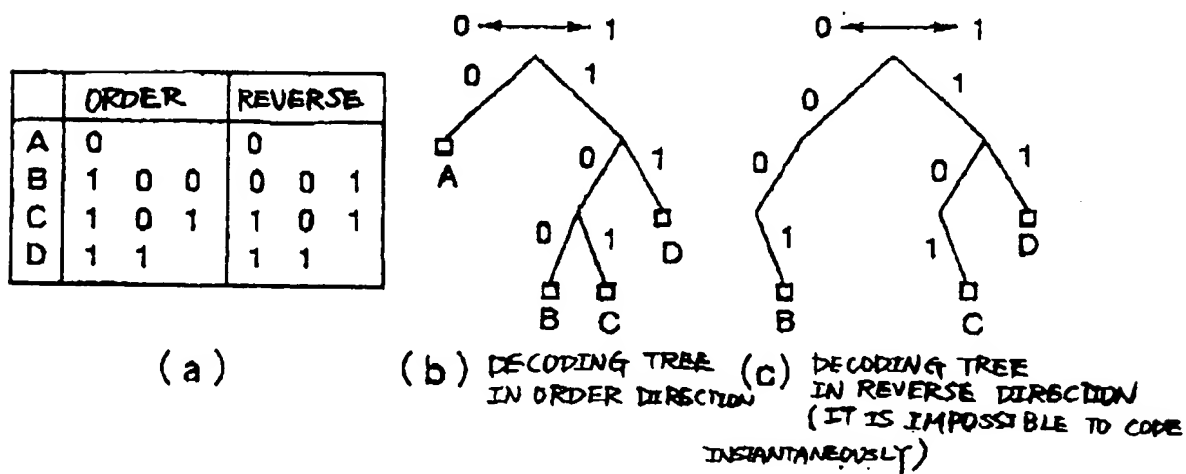 ORDER REVERSE
A 0 0
B 1 0 0 0 0 1
C 1 0 1 1 0 1
D 1 1 1 1
(a)
0 1
0 1
A
0 1
0 1
D
B C
(b) DECODING TREE
IN ORDER DIRECTION
0 1
0 1
0 0 1
1 1
D
B C
(c) DECODING TREE
IN REVERSE DIRECTION
(IT IS IMPOSSIBLE TO CODE
INSTANTANEOUSLY)